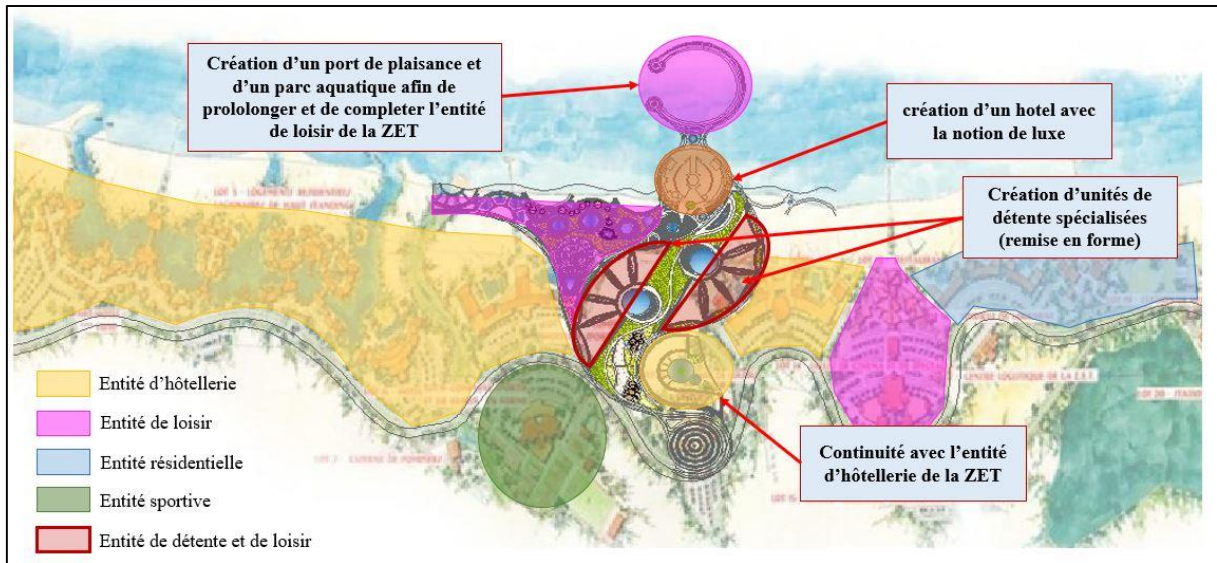 Création d’un port de plaisance et
d’un parc aquatique afin de
prololonger et de completer l’entité
de loisir de la ZET
création d’un hotel avec
la notion de luxe
Création d’unités de
détente spécialisées
(remise en forme)
Continuité avec l’entité
d’hôtellerie de la ZET
Entité d’hôtellerie
Entité de loisir
Entité résidentielle
Entité sportive
Entité de détente et de loisir